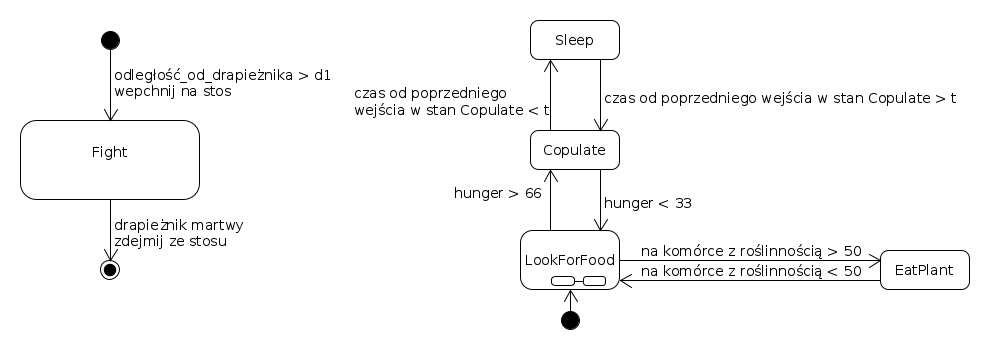 odległość_od_drapieżnika > d1
wepchnij na stos
Fight
drapieżnik martwy
zdejmij ze stosu
Sleep
czas od poprzedniego
wejścia w stan Copulate < t
czas od poprzedniego wejścia w stan Copulate > t
Copulate
hunger > 66
hunger < 33
LookForFood
na komórce z roślinnością > 50
na komórce z roślinnością < 50
EatPlant